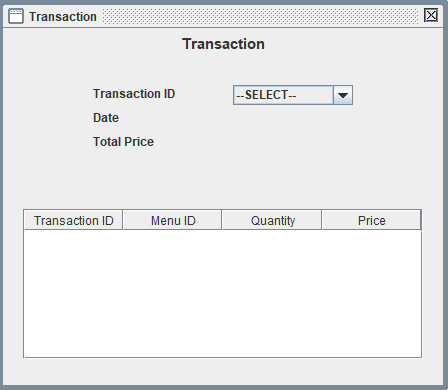 Transaction
Transaction
Transaction ID --SELECT--
Date
Total Price
Transaction ID Menu ID Quantity Price